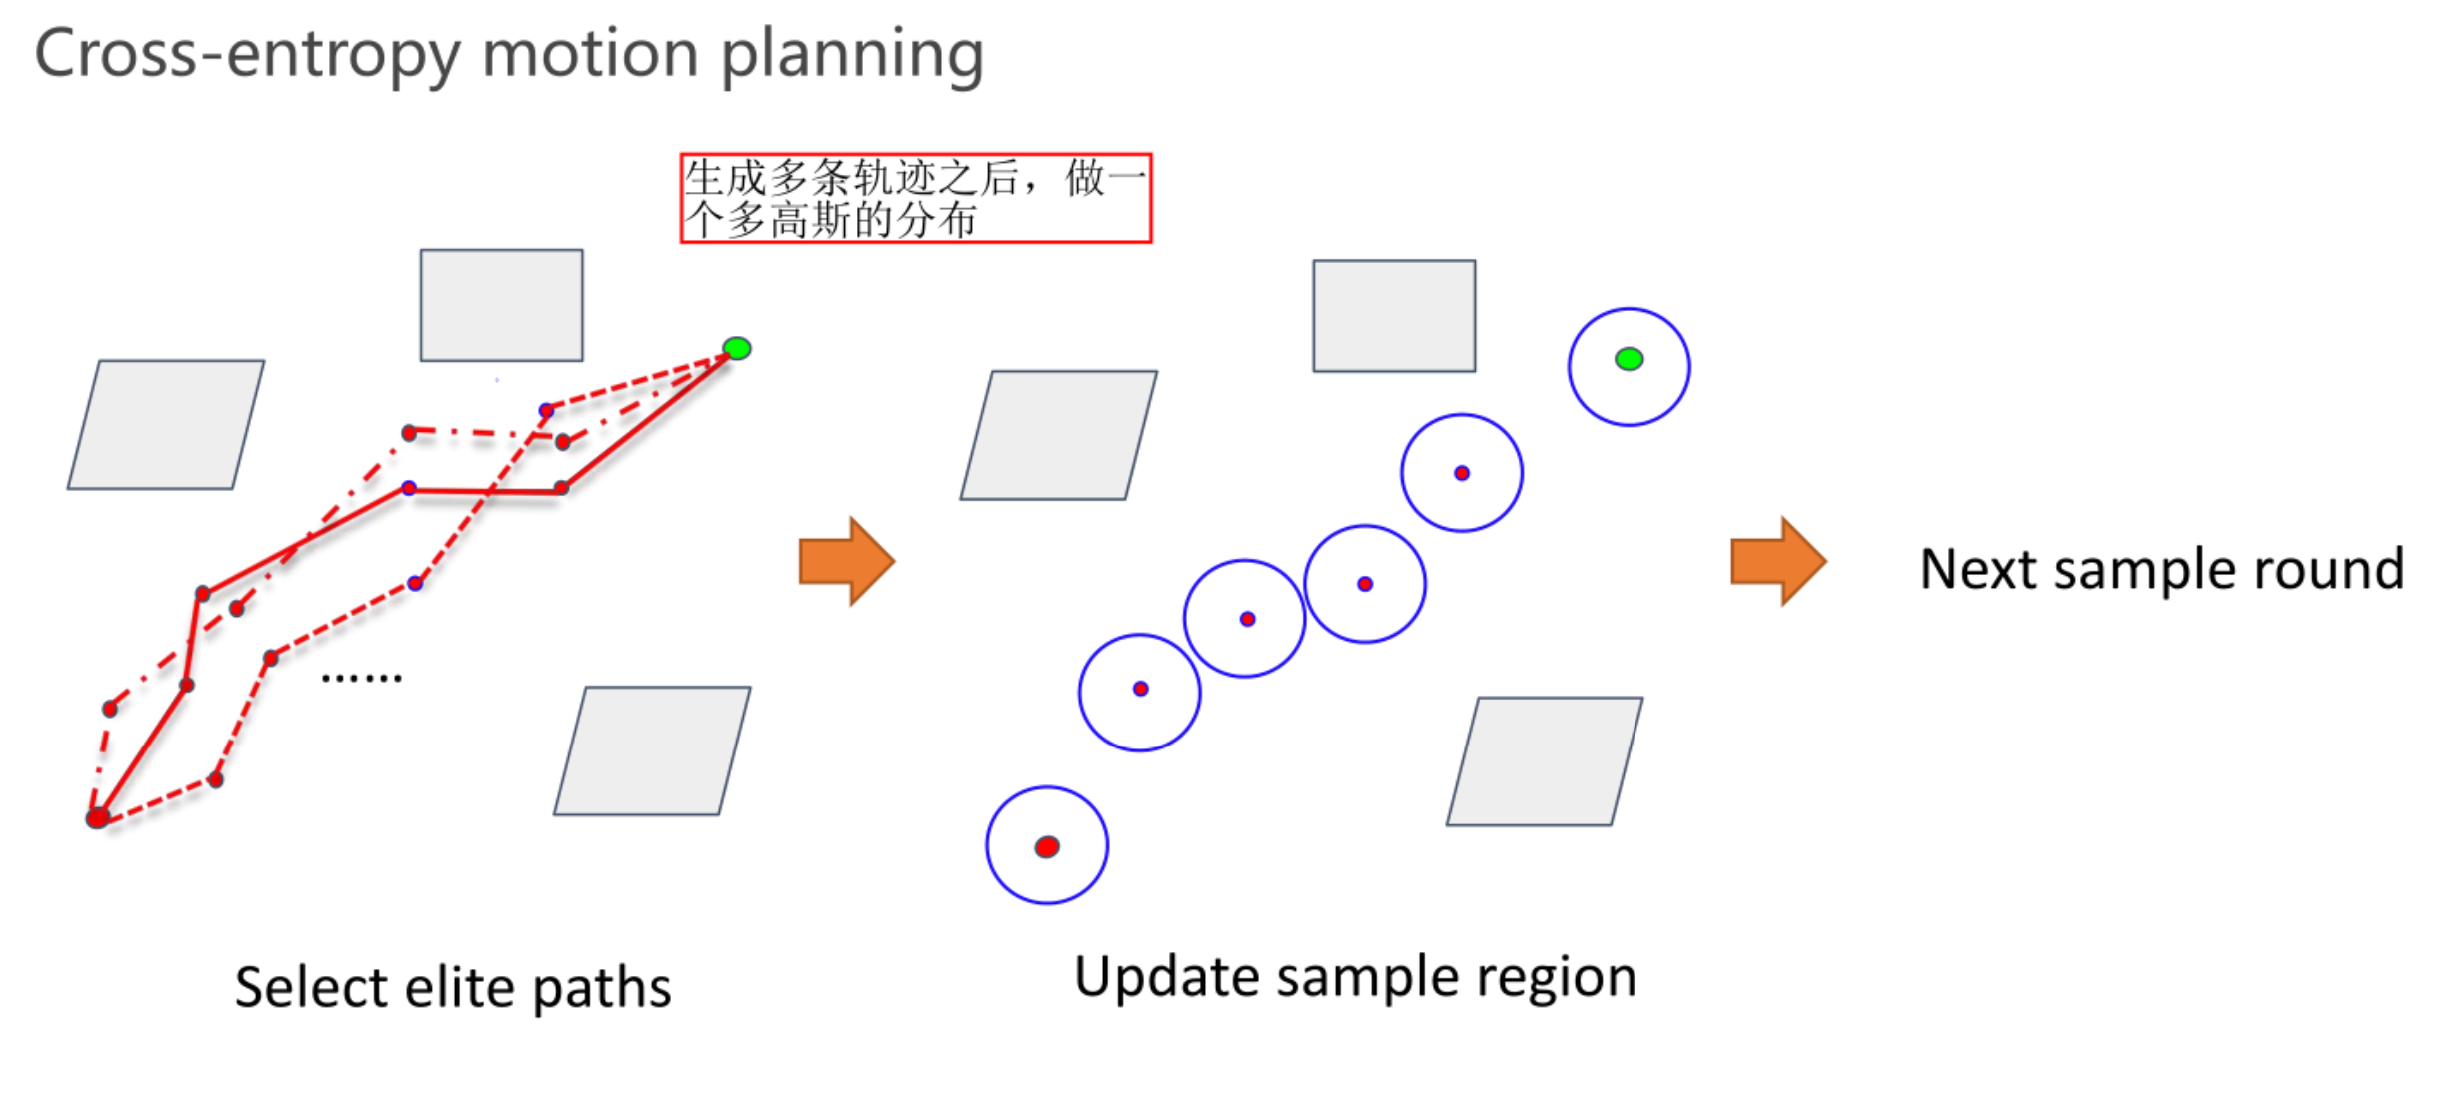 Cross-entropy motion planning
生成多条轨迹之后，做一
个多高斯的分布
......
Next sample round
Select elite paths
Update sample region